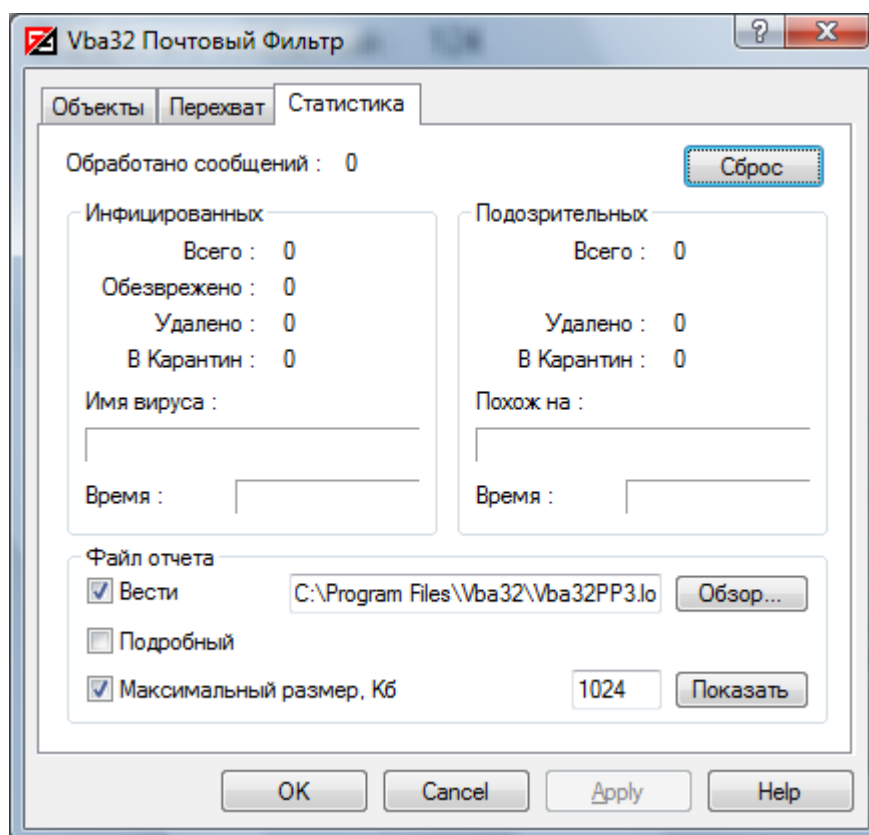 Vba32 Почтовый Фильтр
Объекты Перехват Статистика
Обработано сообщений : 0 Сброс
Инфицированных
Всего : 0
Обезврежено : 0
Удалено : 0
В Карантин : 0
Имя вируса :
Время :
Подозрительных
Всего : 0
Удалено : 0
В Карантин : 0
Похож на :
Время :
Файл отчета
Вести C:\Program Files\Vba32\Vba32PP3.lo Обзор...
Подробный
Максимальный размер, Кб 1024 Показать
OK Cancel Apply Help